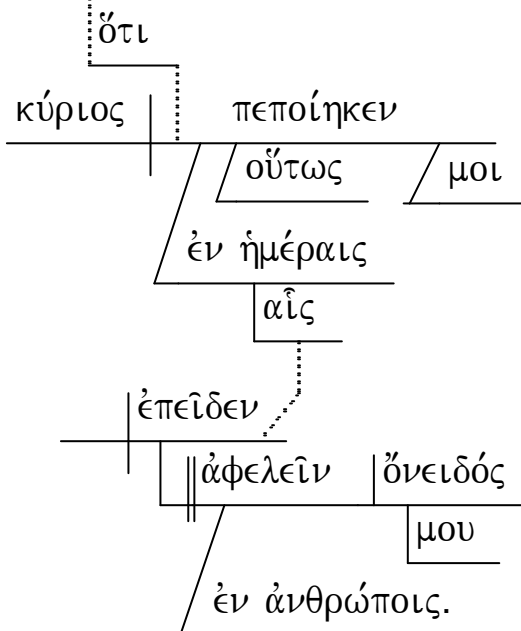 ὅτι
κύριος πεποίηκεν
οὕτως μοι
ἐν ἡμέραις
αἷς
ἐπεῖδεν
ἀφελεῖν ὄνειδός
μου
ἐν ἀνθρώποις.